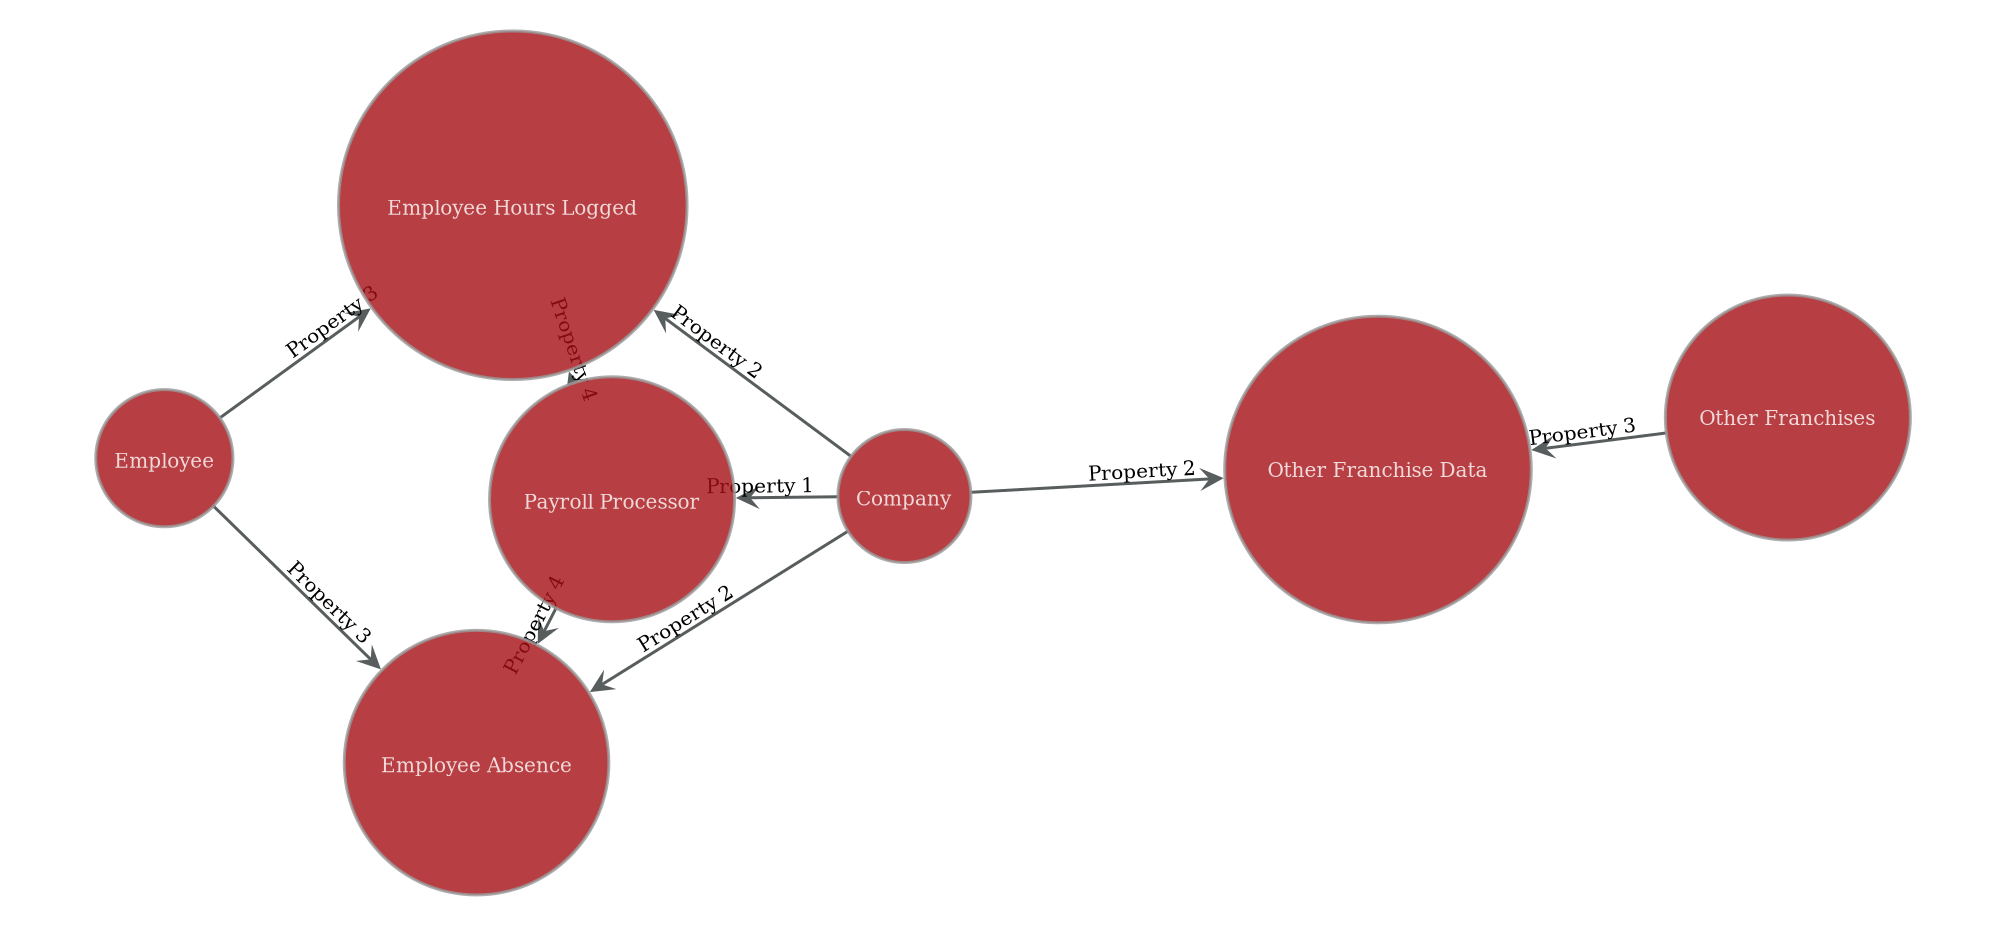 Employee Hours Logged
Property 3
Property 4
Property 2
Other Franchises
Property 3
Employee
Property 2
Other Franchise Data
Property 1
Payroll Processor
Company
Property 3
Property 4
Property 2
Employee Absence